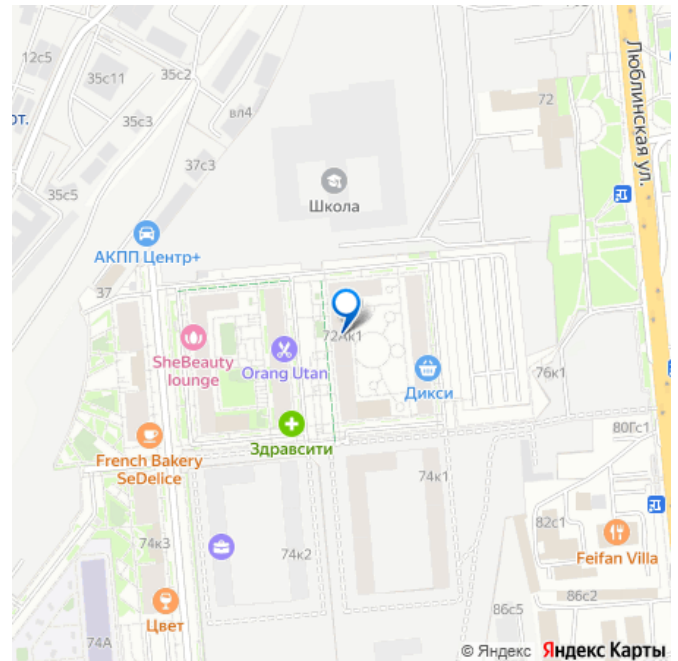 12с5
35с11
35с2
вл4
35с3
от.
37с3
35с5
72
Люблинская ул.
Школа
АКПП Центр+
37
72Ак1
SheBeauty
lounge
Orang Utan
Дикси
76к1
Здравсити
80Гс1
French Bakery
SeDelice
74к1
74к3
74к2
82с1
Feifan Villa
86с2
86с5
Цвет
74А
© Яндекс Яндекс Карты